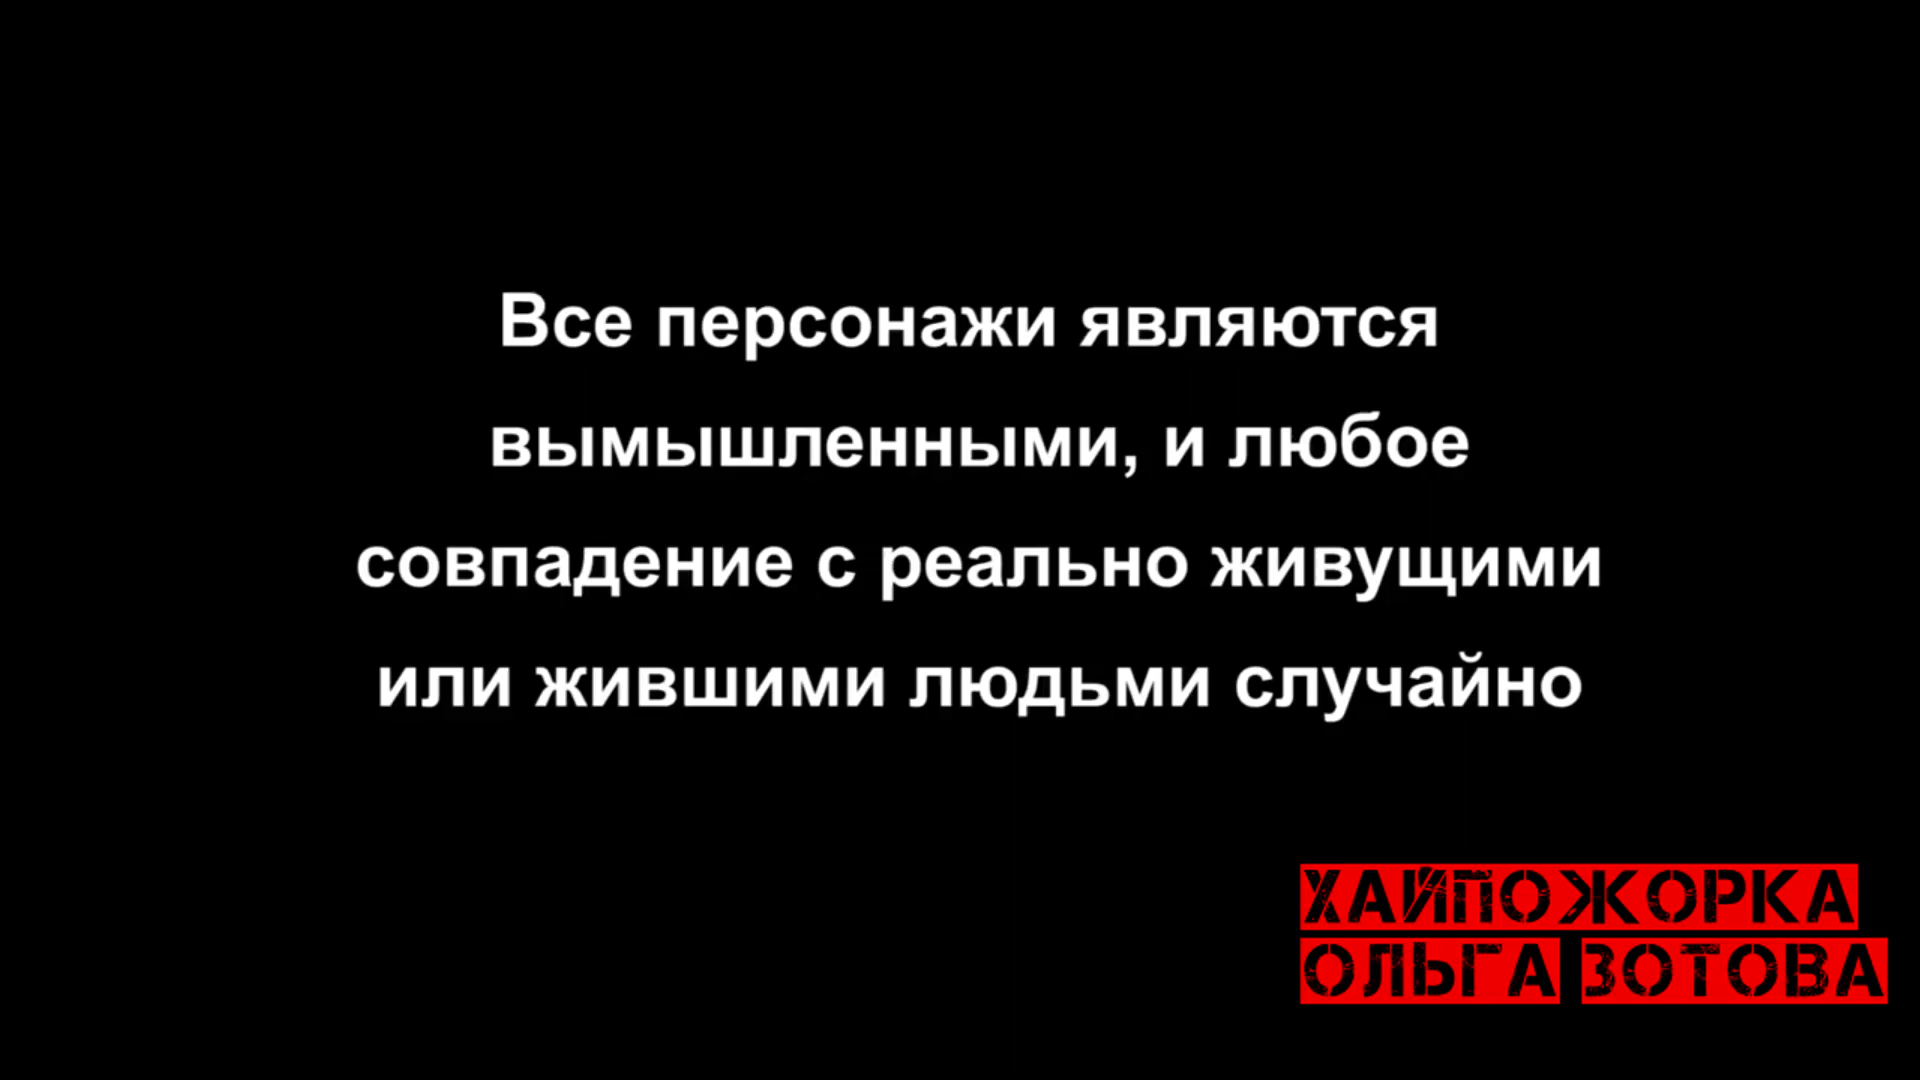 Все персонажи являются
вымышленными, и любое
совпадение с реально живущими
или жившими людьми случайно
ХАЙПОЖОРКА
ОЛЬГА ЗОТОВА